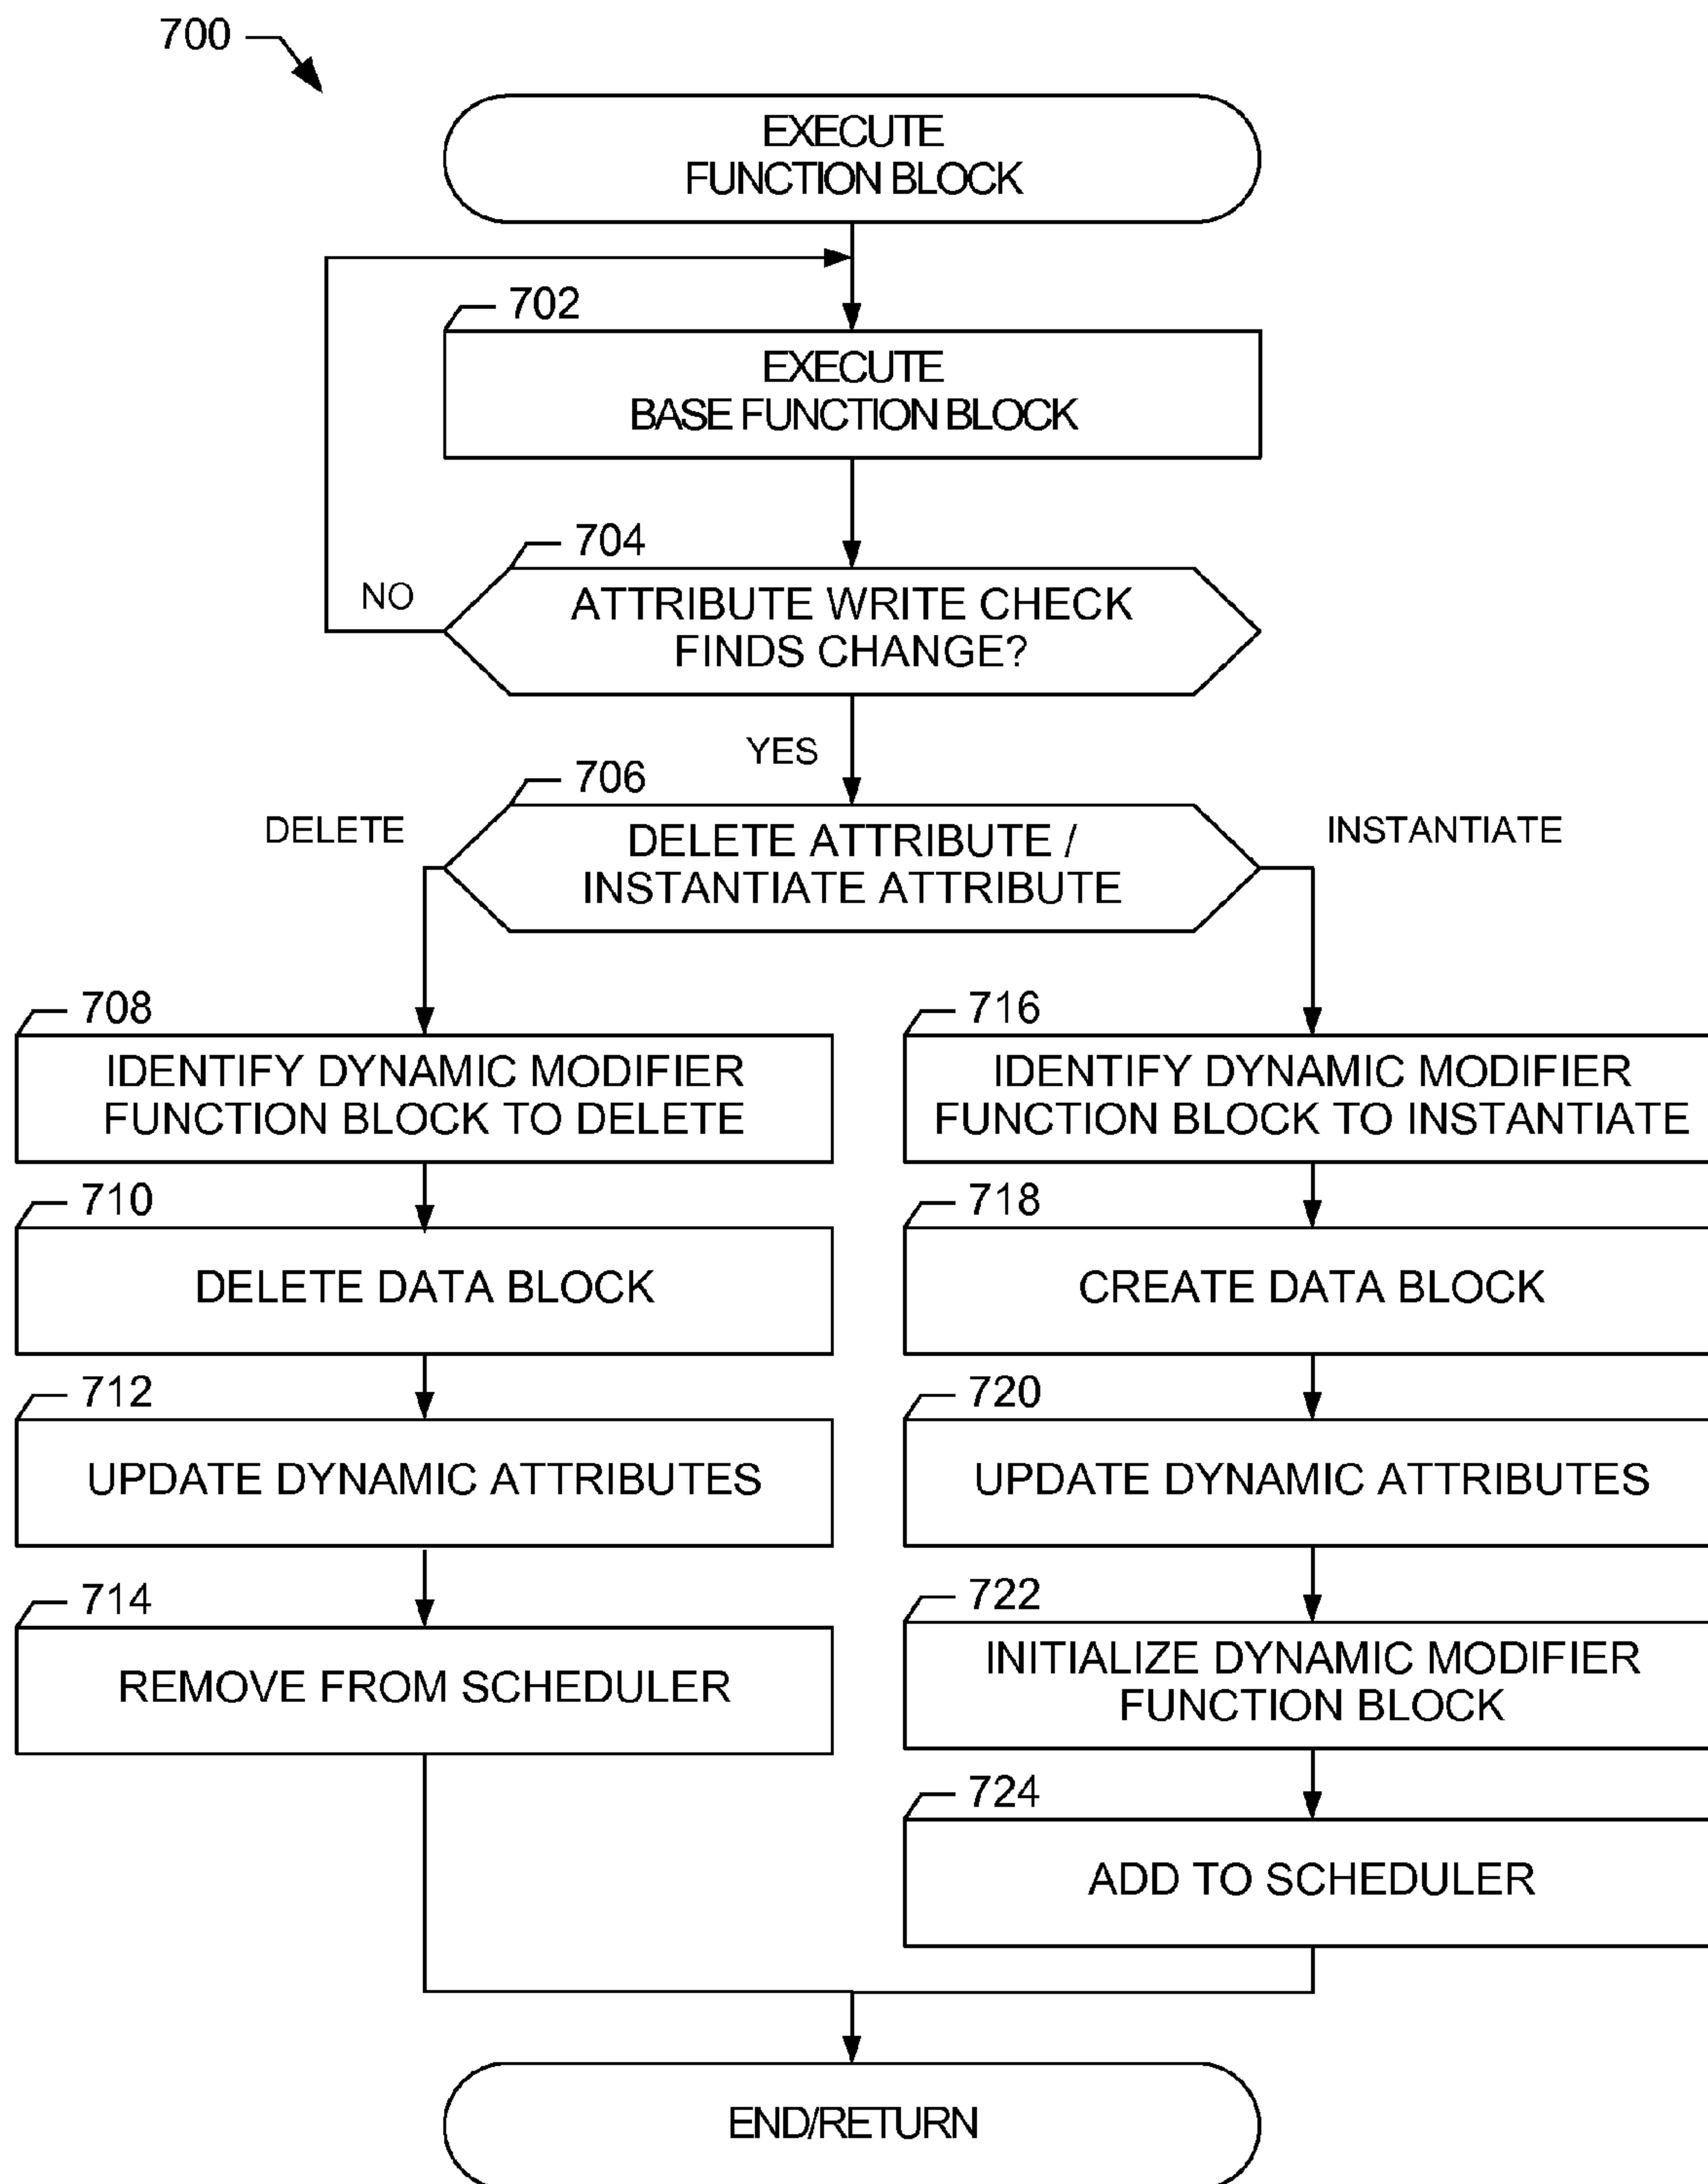 700
EXECUTE
FUNCTION BLOCK
702
EXECUTE
BASE FUNCTION BLOCK
704
NO
ATTRIBUTE WRITE CHECK
FINDS CHANGE?
YES
706
DELETE
DELETE ATTRIBUTE /
INSTANTIATE ATTRIBUTE
INSTANTIATE
708
IDENTIFY DYNAMIC MODIFIER
FUNCTION BLOCK TO DELETE
710
DELETE DATA BLOCK
712
UPDATE DYNAMIC ATTRIBUTES
714
REMOVE FROM SCHEDULER
716
IDENTIFY DYNAMIC MODIFIER
FUNCTION BLOCK TO INSTANTIATE
718
CREATE DATA BLOCK
720
UPDATE DYNAMIC ATTRIBUTES
722
INITIALIZE DYNAMIC MODIFIER
FUNCTION BLOCK
724
ADD TO SCHEDULER
END/RETURN